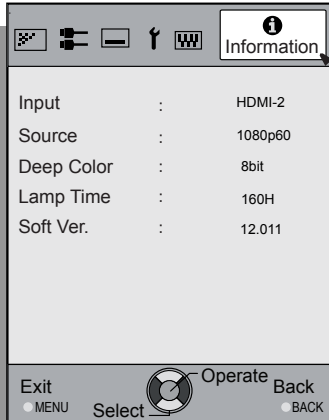 Information
Input : HDMI-2
Source : 1080p60
Deep Color : 8bit
Lamp Time : 160H
Soft Ver. : 12.011
Exit
MENU
Select
Operate
Back
BACK